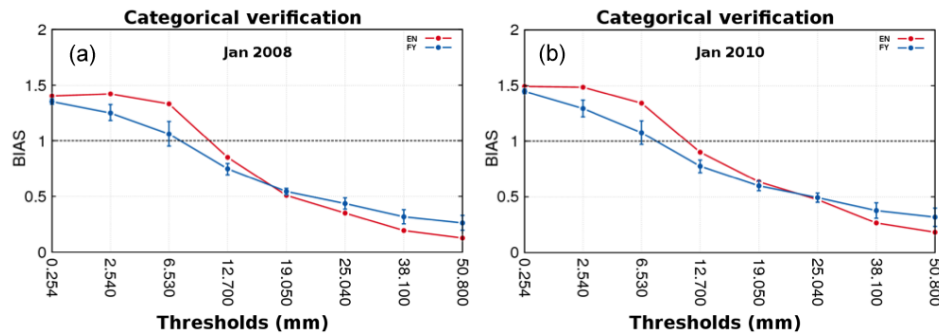 Categorical verification
(a)
Jan 2008
EN
FY
BIAS
2
1.5
1
0.5
0
0.254
2.540
6.530
12.700
19.050
25.040
38.100
50.800
Thresholds (mm)
Categorical verification
(b)
Jan 2010
EN
FY
BIAS
2
1.5
1
0.5
0
0.254
2.540
6.530
12.700
19.050
25.040
38.100
50.800
Thresholds (mm)